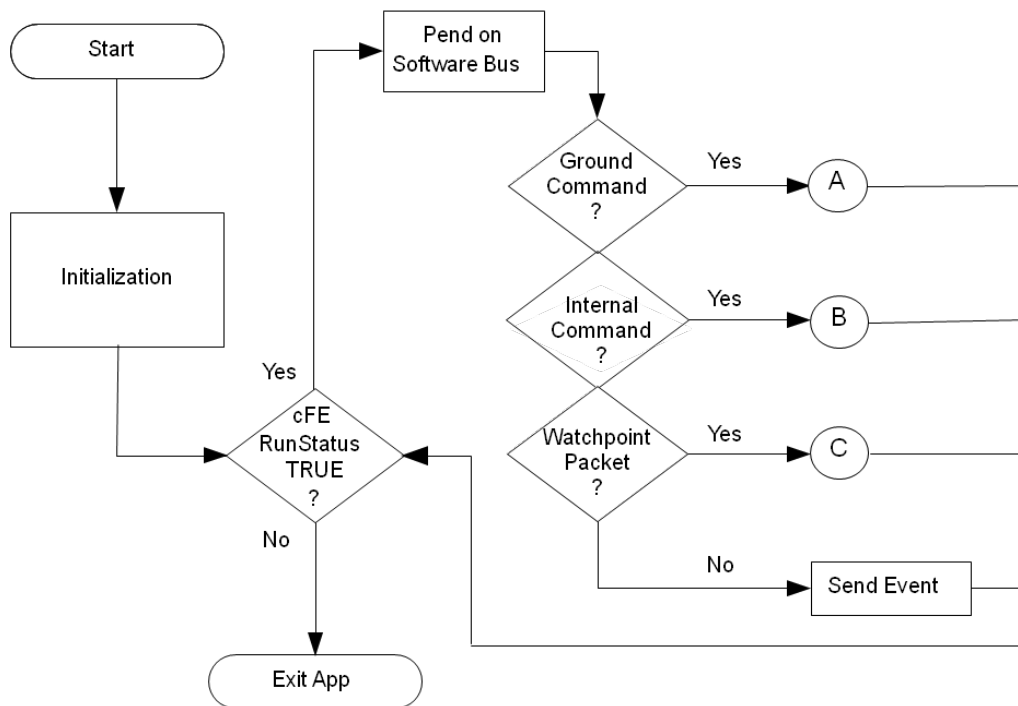 Start
Initialization
cFE
RunStatus
TRUE
?
Yes
No
Exit App
Pend on
Software Bus
Ground
Command
?
Yes
A
Internal
Command
?
Yes
B
Watchpoint
Packet
?
Yes
C
No
Send Event